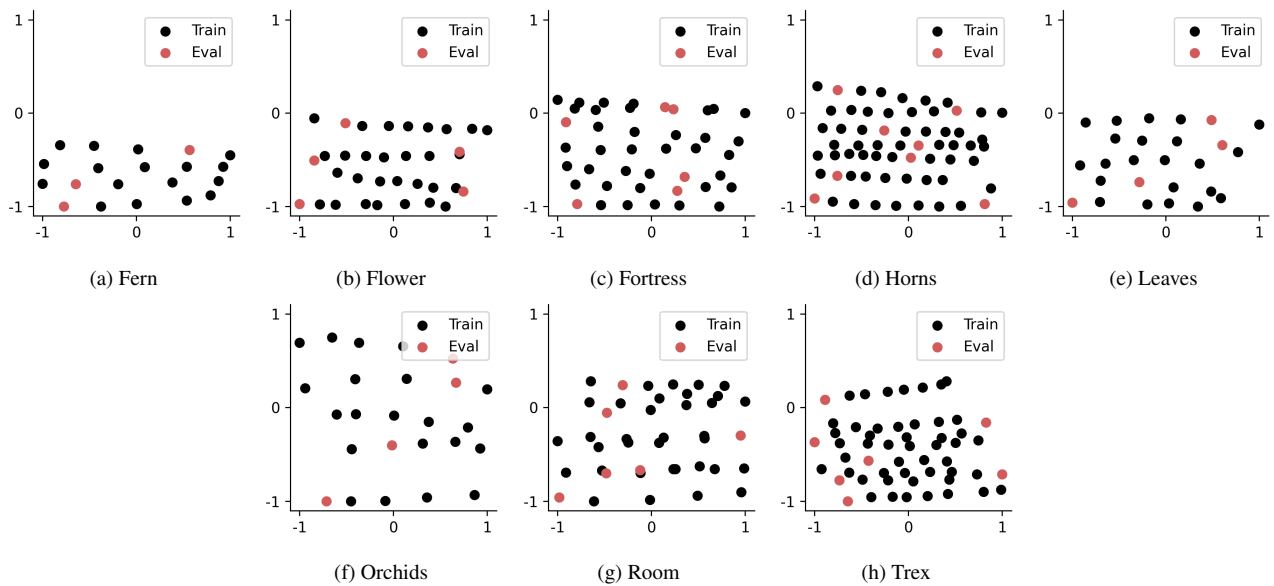 1
0
-1
-1 0 1
Train
Eval
(a) Fern
1
0
-1
-1 0 1
Train
Eval
(b) Flower
1
0
-1
-1 0 1
Train
Eval
(c) Fortress
1
0
-1
-1 0 1
Train
Eval
(d) Horns
1
0
-1
-1 0 1
Train
Eval
(e) Leaves
1
0
-1
-1 0 1
Train
Eval
(f) Orchids
1
0
-1
-1 0 1
Train
Eval
(g) Room
1
0
-1
-1 0 1
Train
Eval
(h) Trex